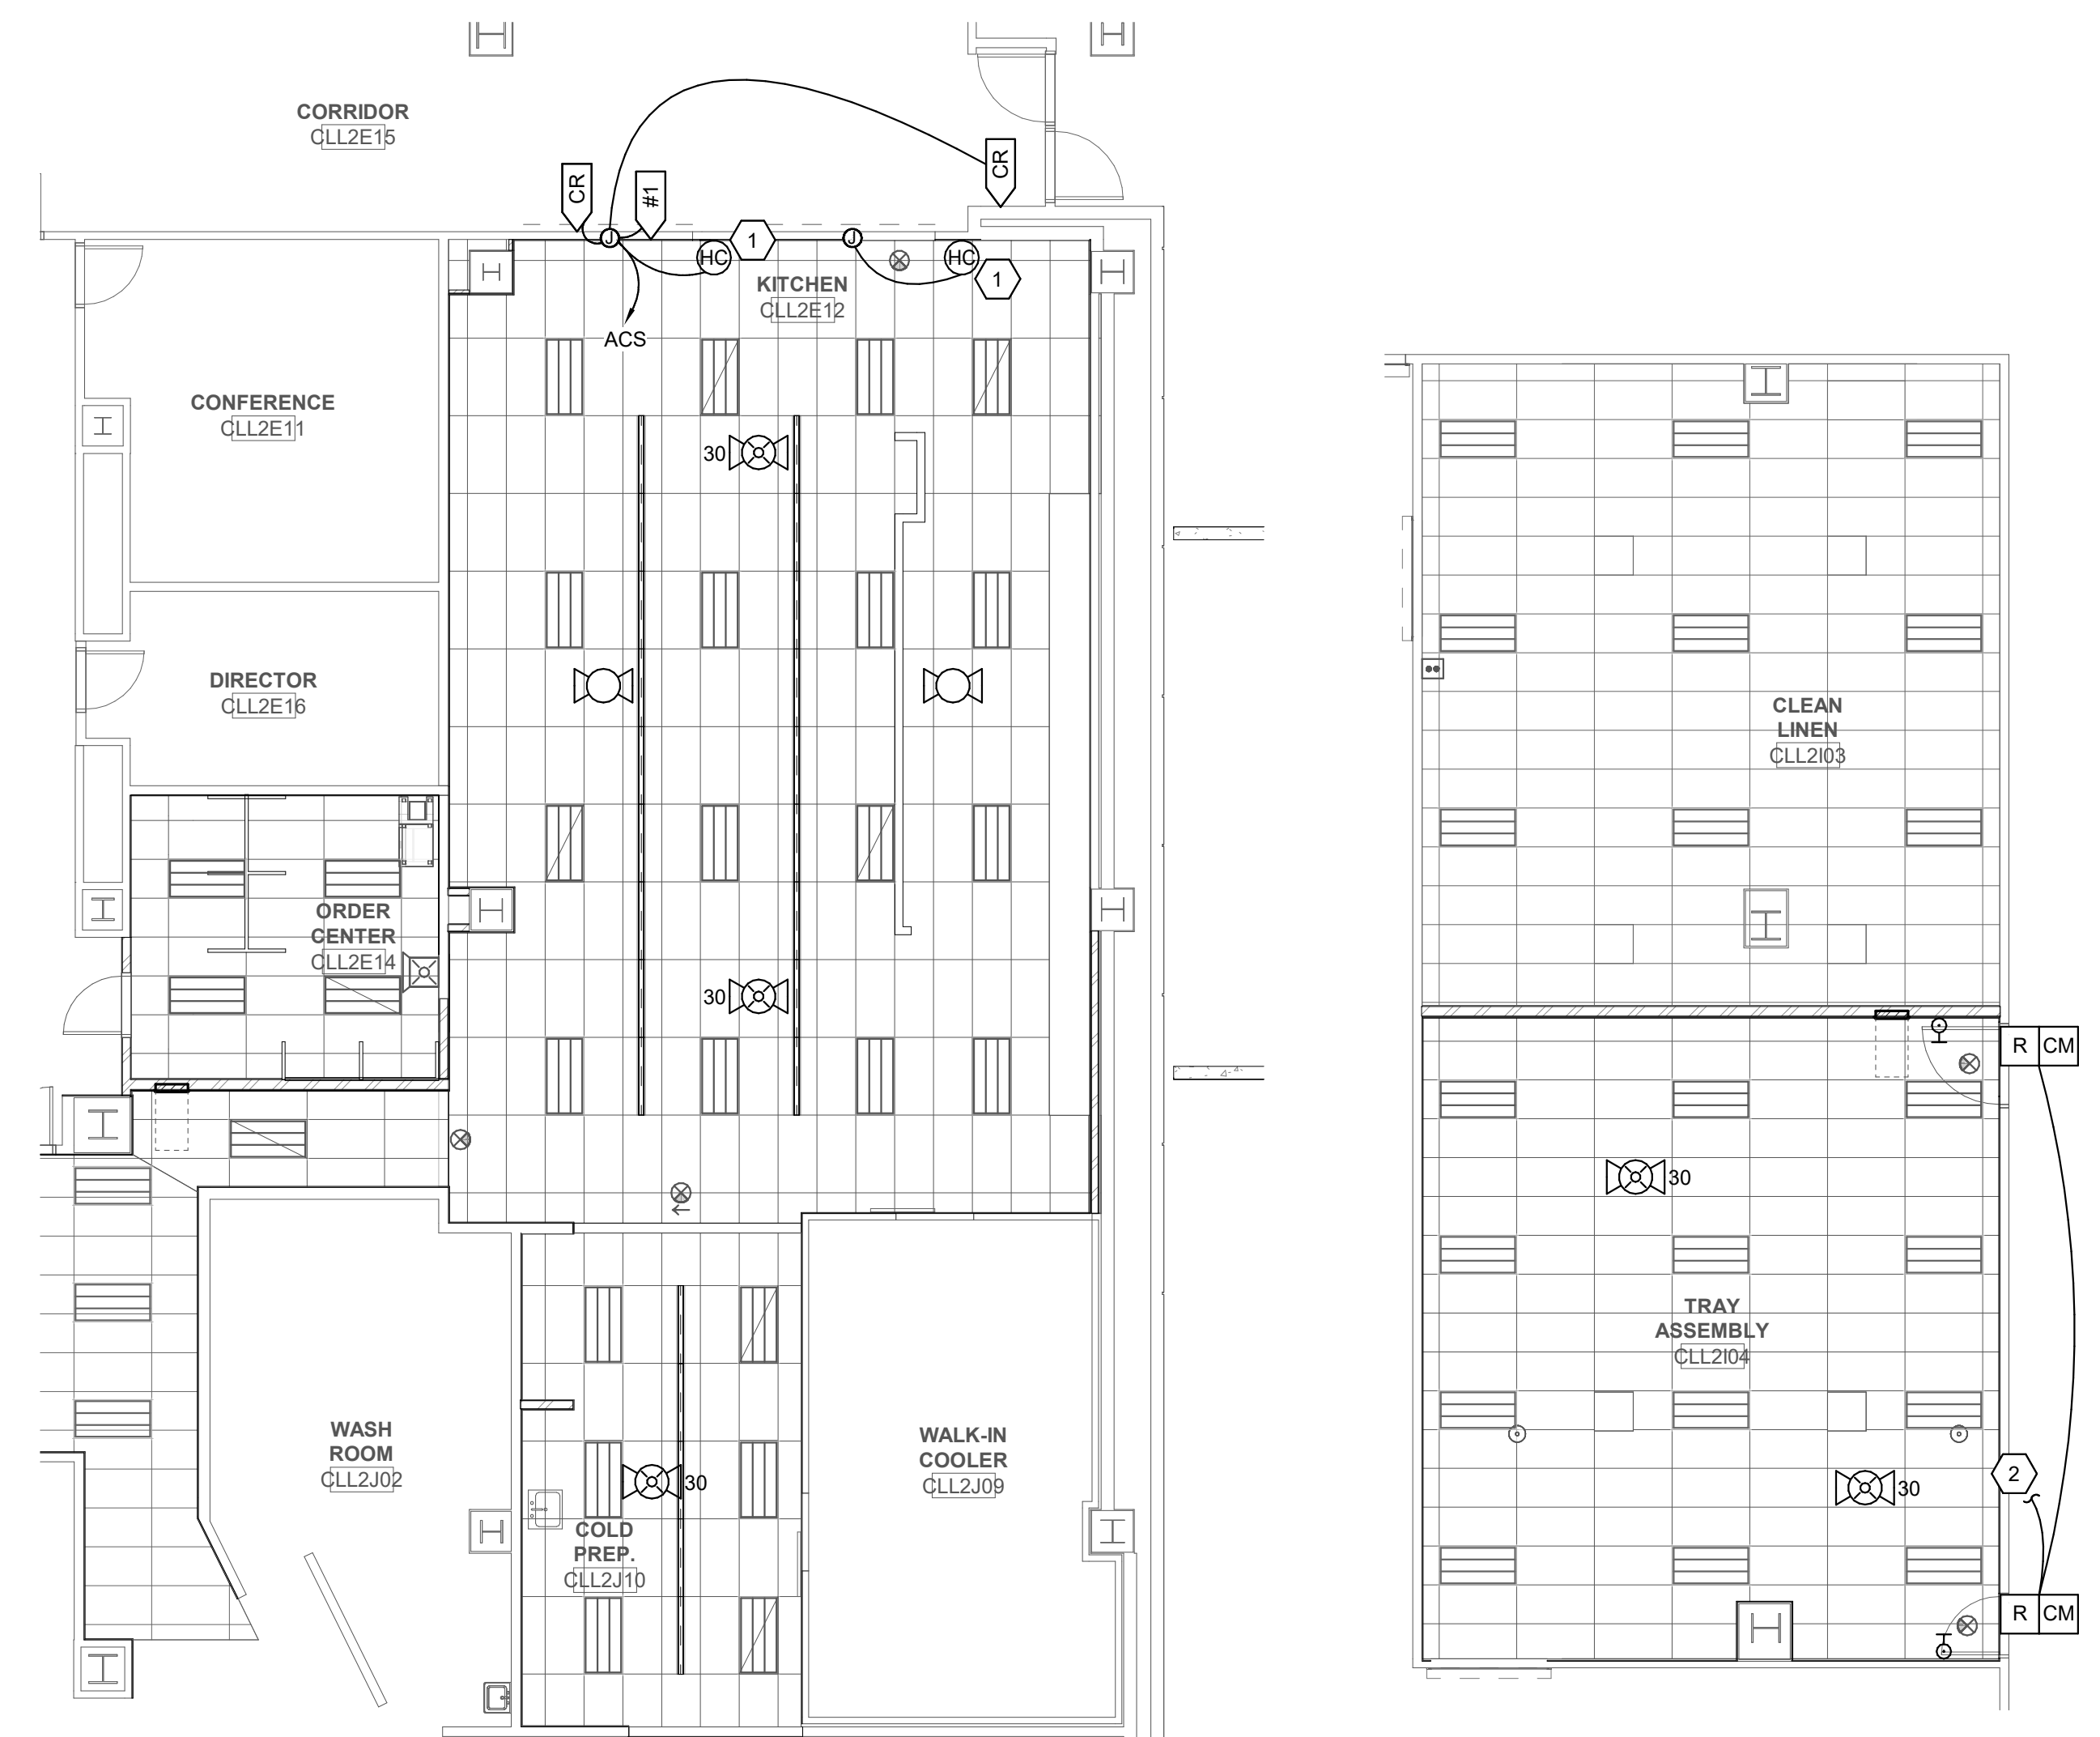 CORRIDOR
CLL2E15
CR
#1
CR
J
HC
1
J
HC
1
KITCHEN
CLL2E12
ACS
CONFERENCE
CLL2E11
30
DIRECTOR
CLL2E16
ORDER
CENTER
CLL2E14
30
WASH
ROOM
CLL2J02
30
COLD
PREP.
CLL2J10
WALK-IN
COOLER
CLL2J09
CLEAN
LINEN
CLL2I03
R CM
30
TRAY
ASSEMBLY
CLL2I04
2
30
R CM